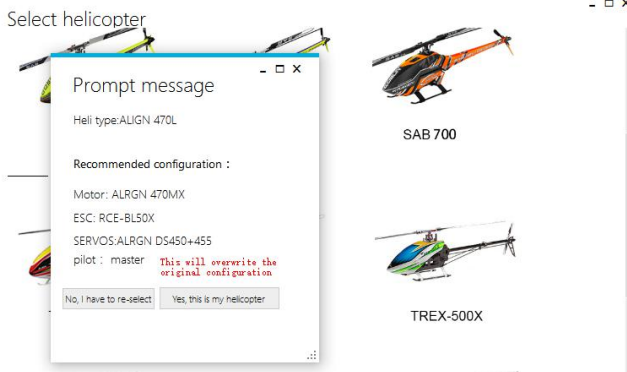 Select helicopter
Prompt message
Heli type:ALIGN 470L
Recommended configuration :
Motor: ALRGN 470MX
ESC: RCE-BL50X
SERVOS:ALRGN DS450+455
pilot : master
This will overwrite the
original configuration
No, I have to re-select
Yes, this is my helicopter
SAB 700
TREX-500X